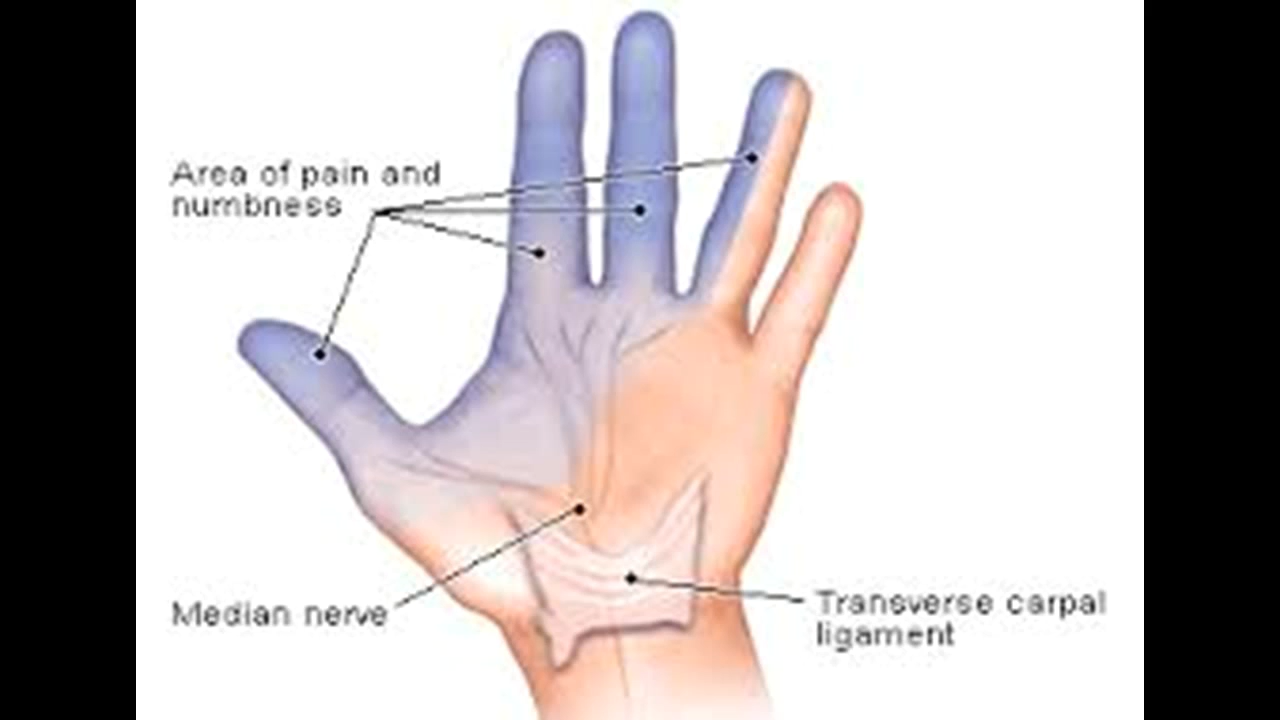 Area of pain and
numbness
Median nerve
Transverse carpal
ligament